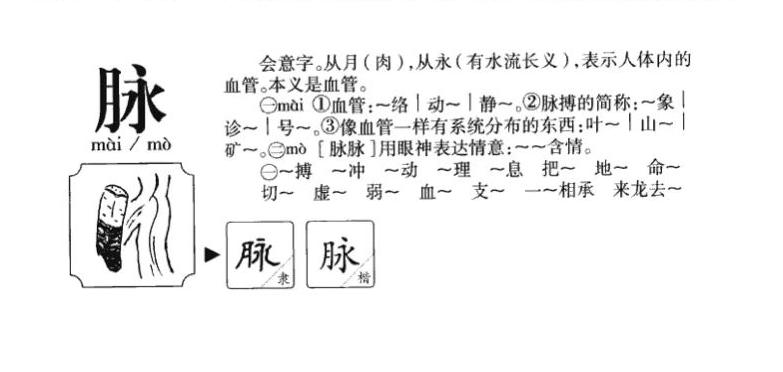 脉
mài / mò
会意字。从月(肉),从永(有水流长义),表示人体内的
血管。本义是血管。
㊀mài ①血管:～络｜动～｜静～。②脉搏的简称:～象｜
诊～｜号～。③像血管一样有系统分布的东西:叶～｜山～｜
矿～。㊁mò [脉脉]用眼神表达情意:～～含情。
㊀～搏 ～冲 ～动 ～理 ～息 把～ 地～ 命～
切～ 虚～ 弱～ 血～ 支～ 一～相承 来龙去～
▶ 脉 隶 脉 楷